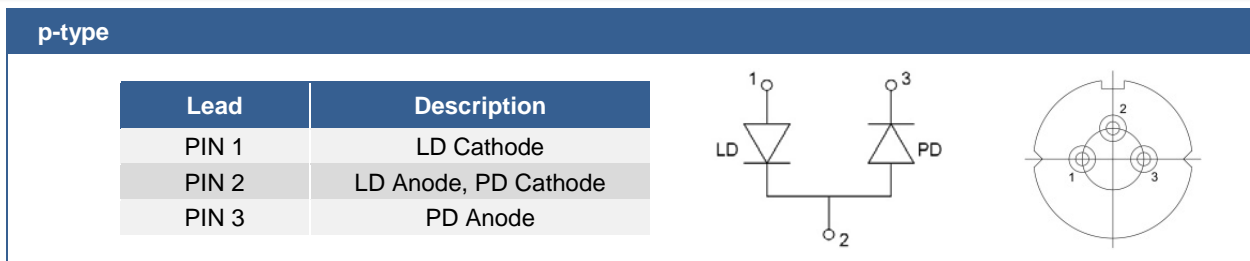 p-type
Lead Description
PIN 1 LD Cathode
PIN 2 LD Anode, PD Cathode
PIN 3 PD Anode
1 3
LD PD
2
2
1 3